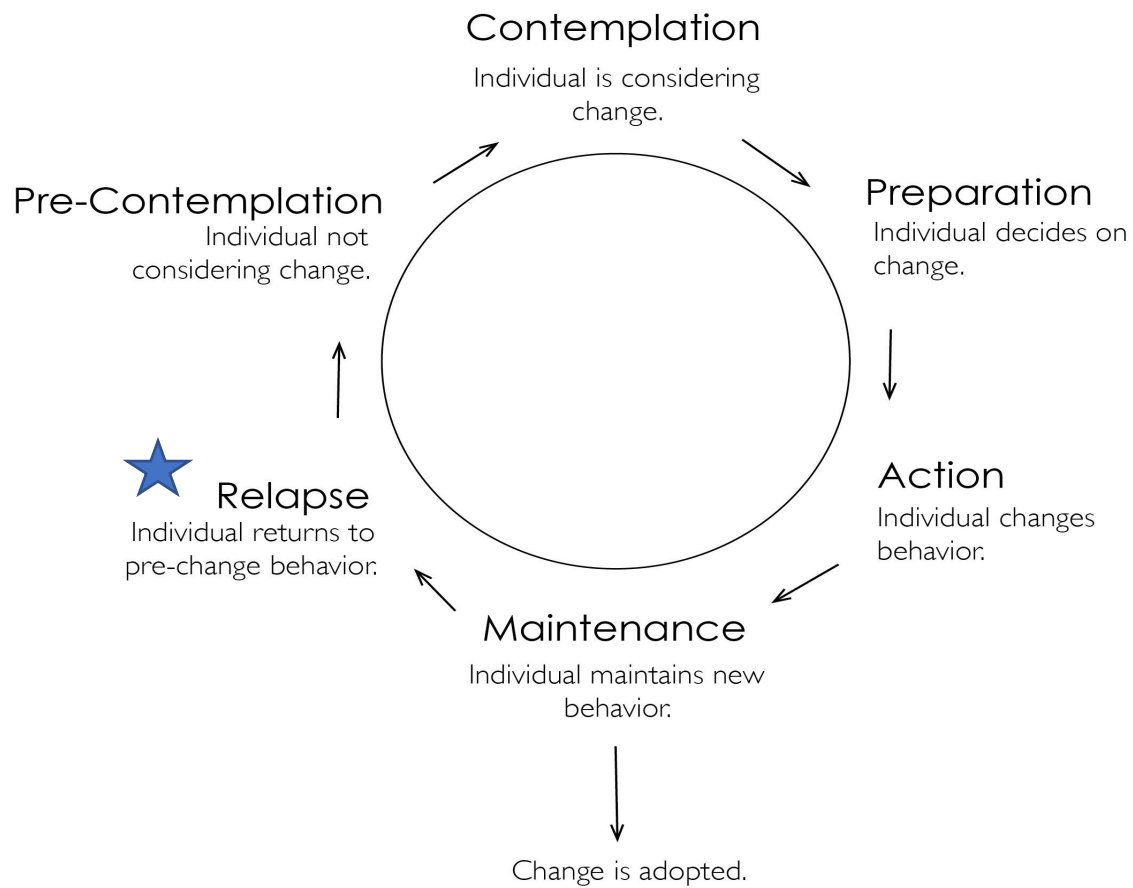 Contemplation
Individual is considering
change.
Preparation
Individual decides on
change.
Action
Individual changes
behavior.
Maintenance
Individual maintains new
behavior.
Change is adopted.
Relapse
Individual returns to
pre-change behavior.
Pre-Contemplation
Individual not
considering change.